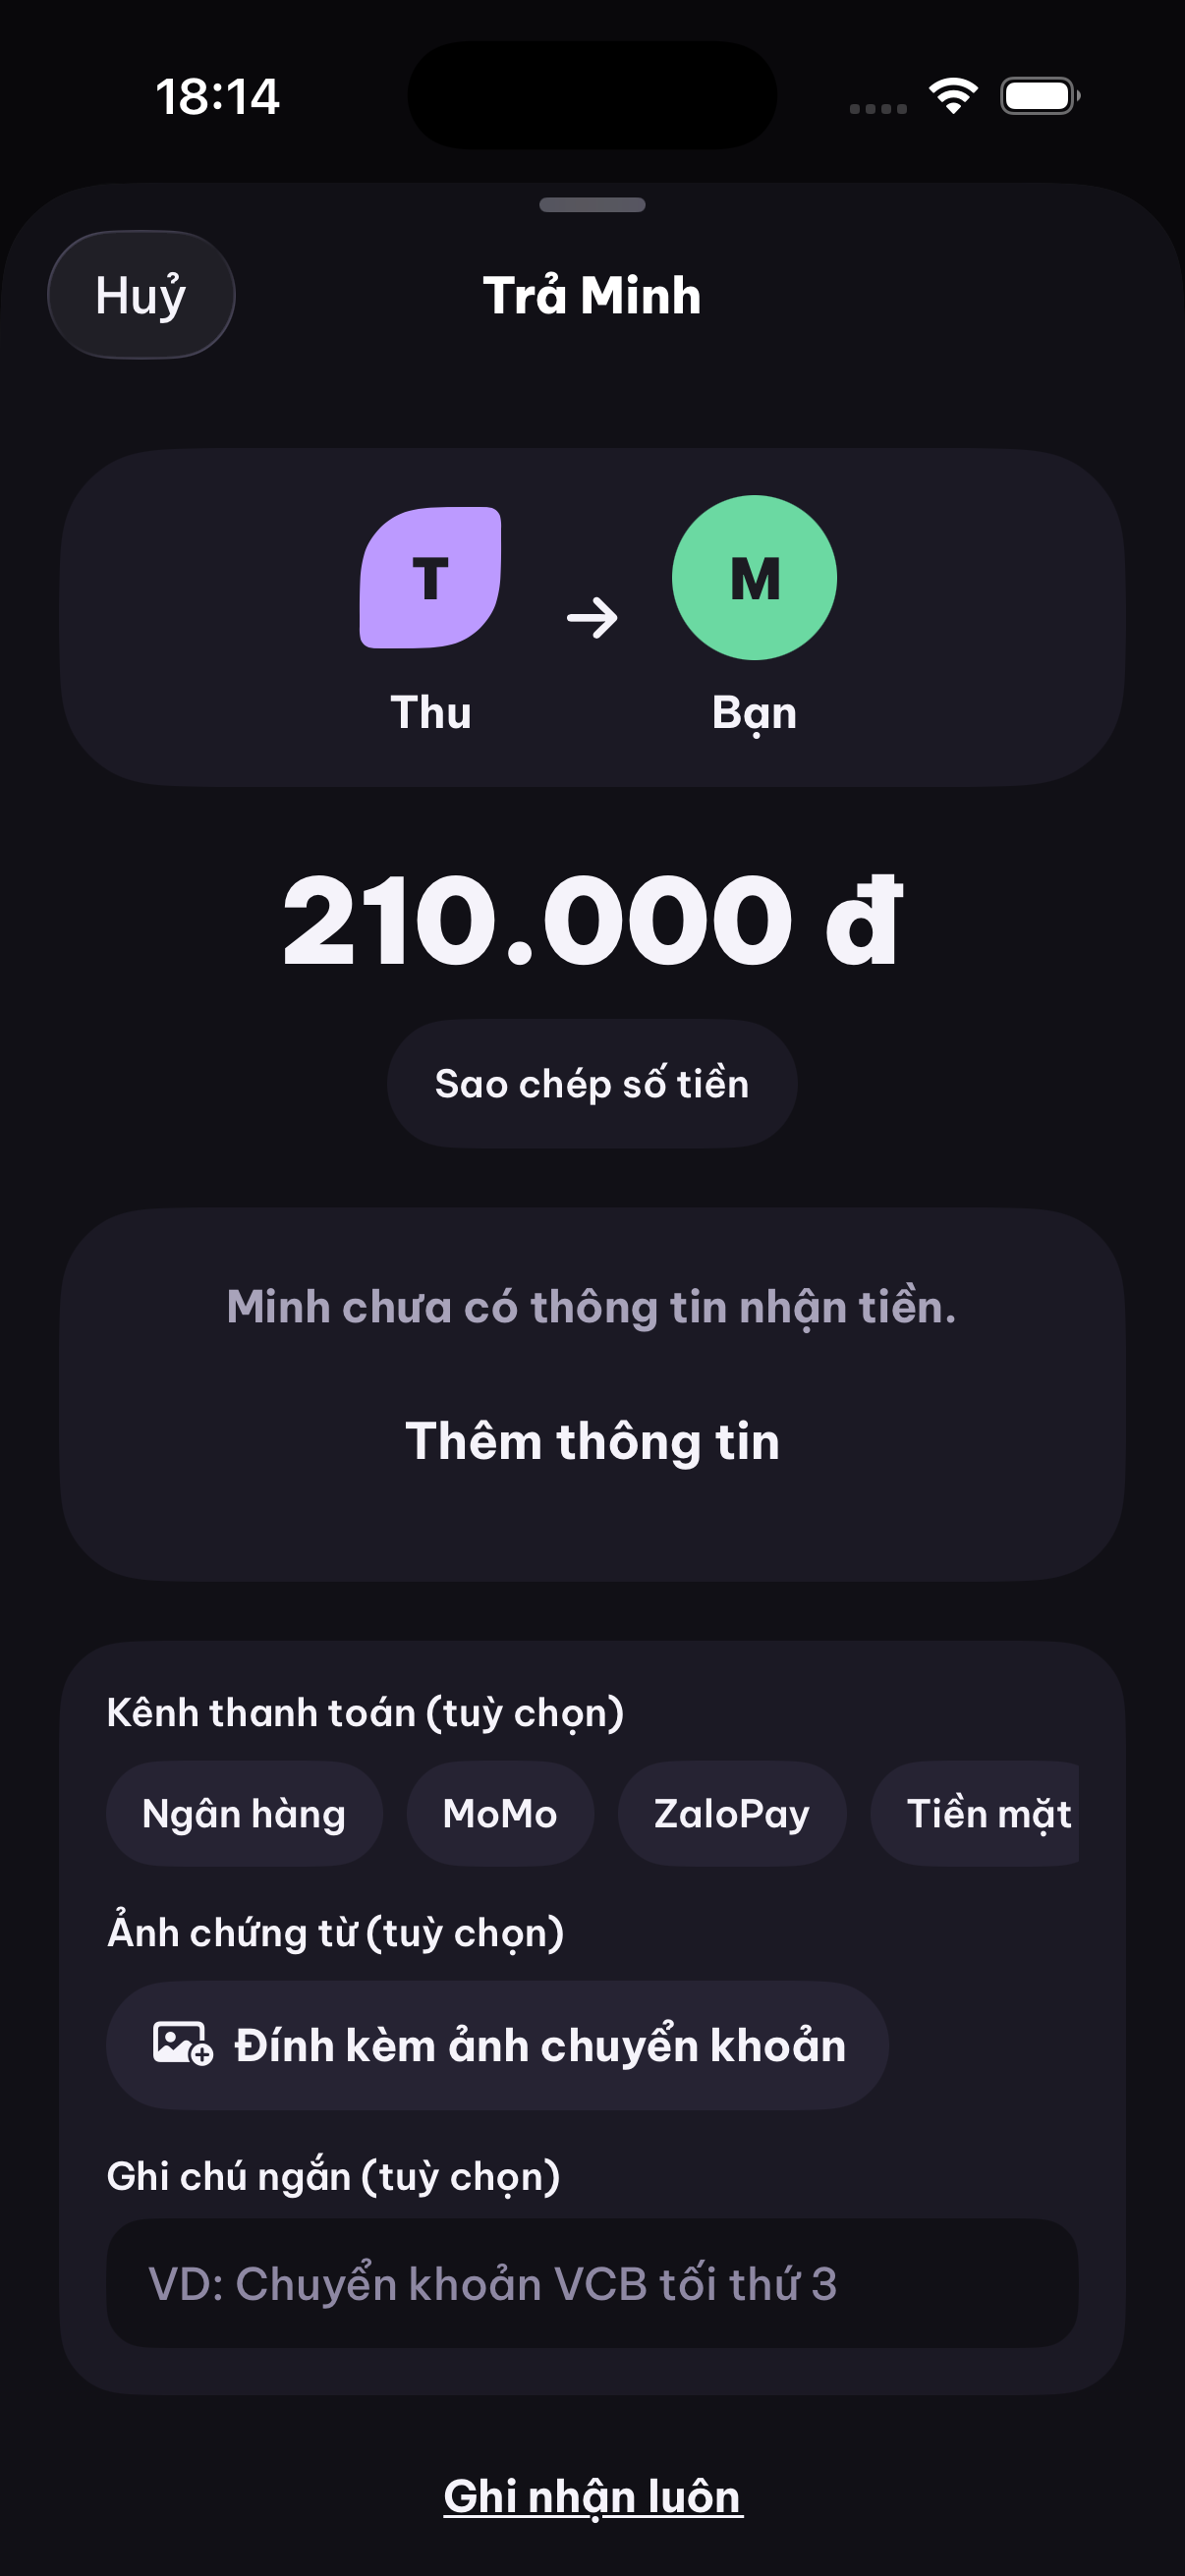 18:14
Huỷ
Trả Minh
T
M
Thu
Bạn
210.000 đ
Sao chép số tiền
Minh chưa có thông tin nhận tiền.
Thêm thông tin
Kênh thanh toán (tuỳ chọn)
Ngân hàng MoMo ZaloPay Tiền mặt
Ảnh chứng từ (tuỳ chọn)
Đính kèm ảnh chuyển khoản
Ghi chú ngắn (tuỳ chọn)
VD: Chuyển khoản VCB tối thứ 3
Ghi nhận luôn